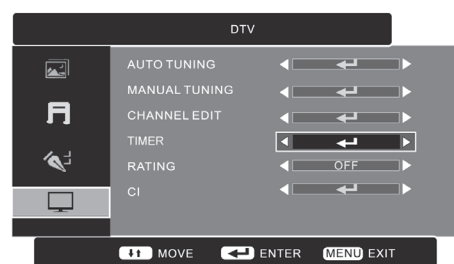 DTV
AUTO TUNING
MANUAL TUNING
CHANNEL EDIT
TIMER
RATING OFF
CI
MOVE ENTER MENU EXIT